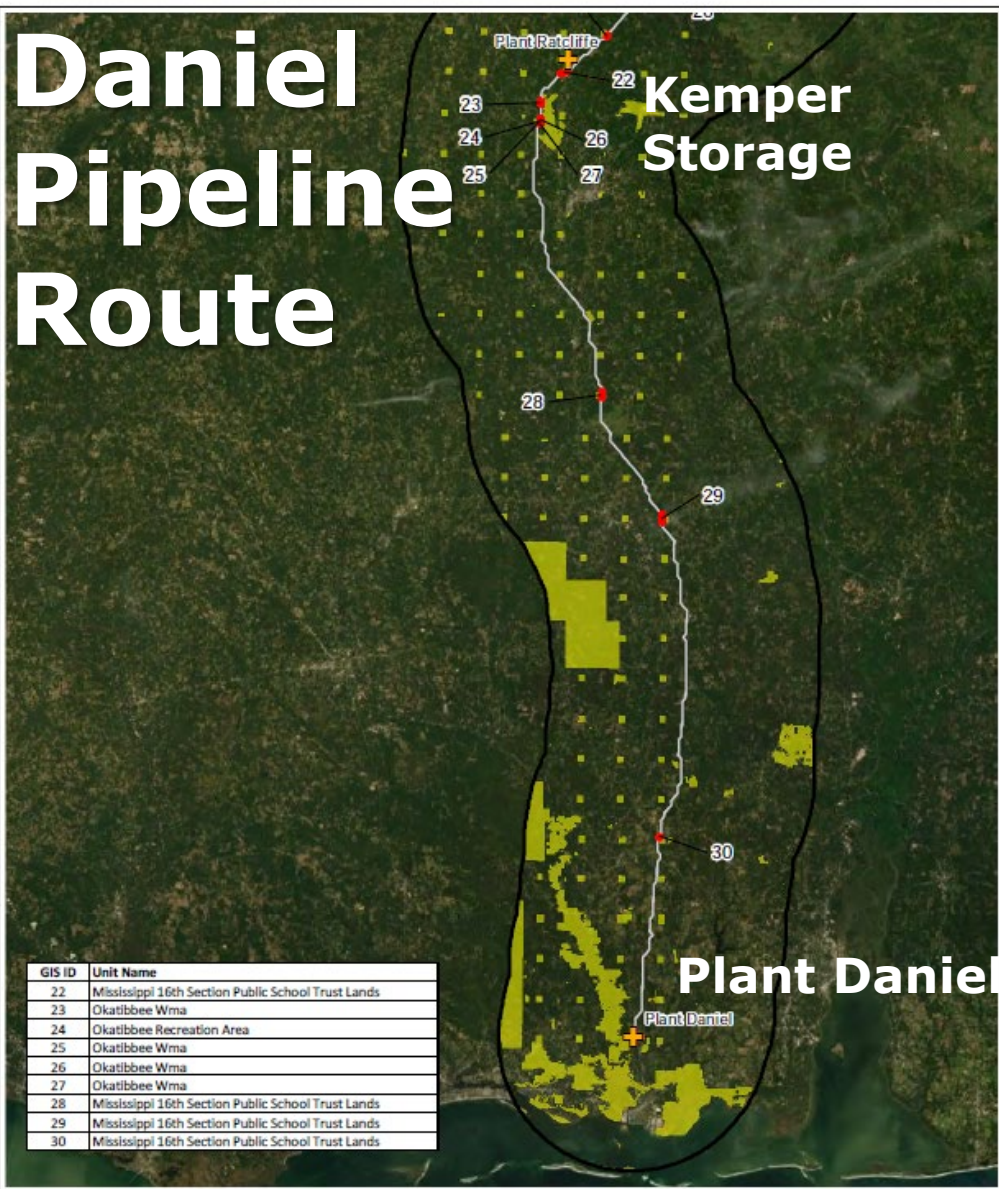 Daniel
Pipeline
Route
Plant Ratcliffe
22
Kemper
Storage
23
24
26
25
27
28
29
30
Plant Daniel
Plant Daniel
GIS ID Unit Name
22 Mississippi 16th Section Public School Trust Lands
23 Okatibbee Wma
24 Okatibbee Recreation Area
25 Okatibbee Wma
26 Okatibbee Wma
27 Okatibbee Wma
28 Mississippi 16th Section Public School Trust Lands
29 Mississippi 16th Section Public School Trust Lands
30 Mississippi 16th Section Public School Trust Lands